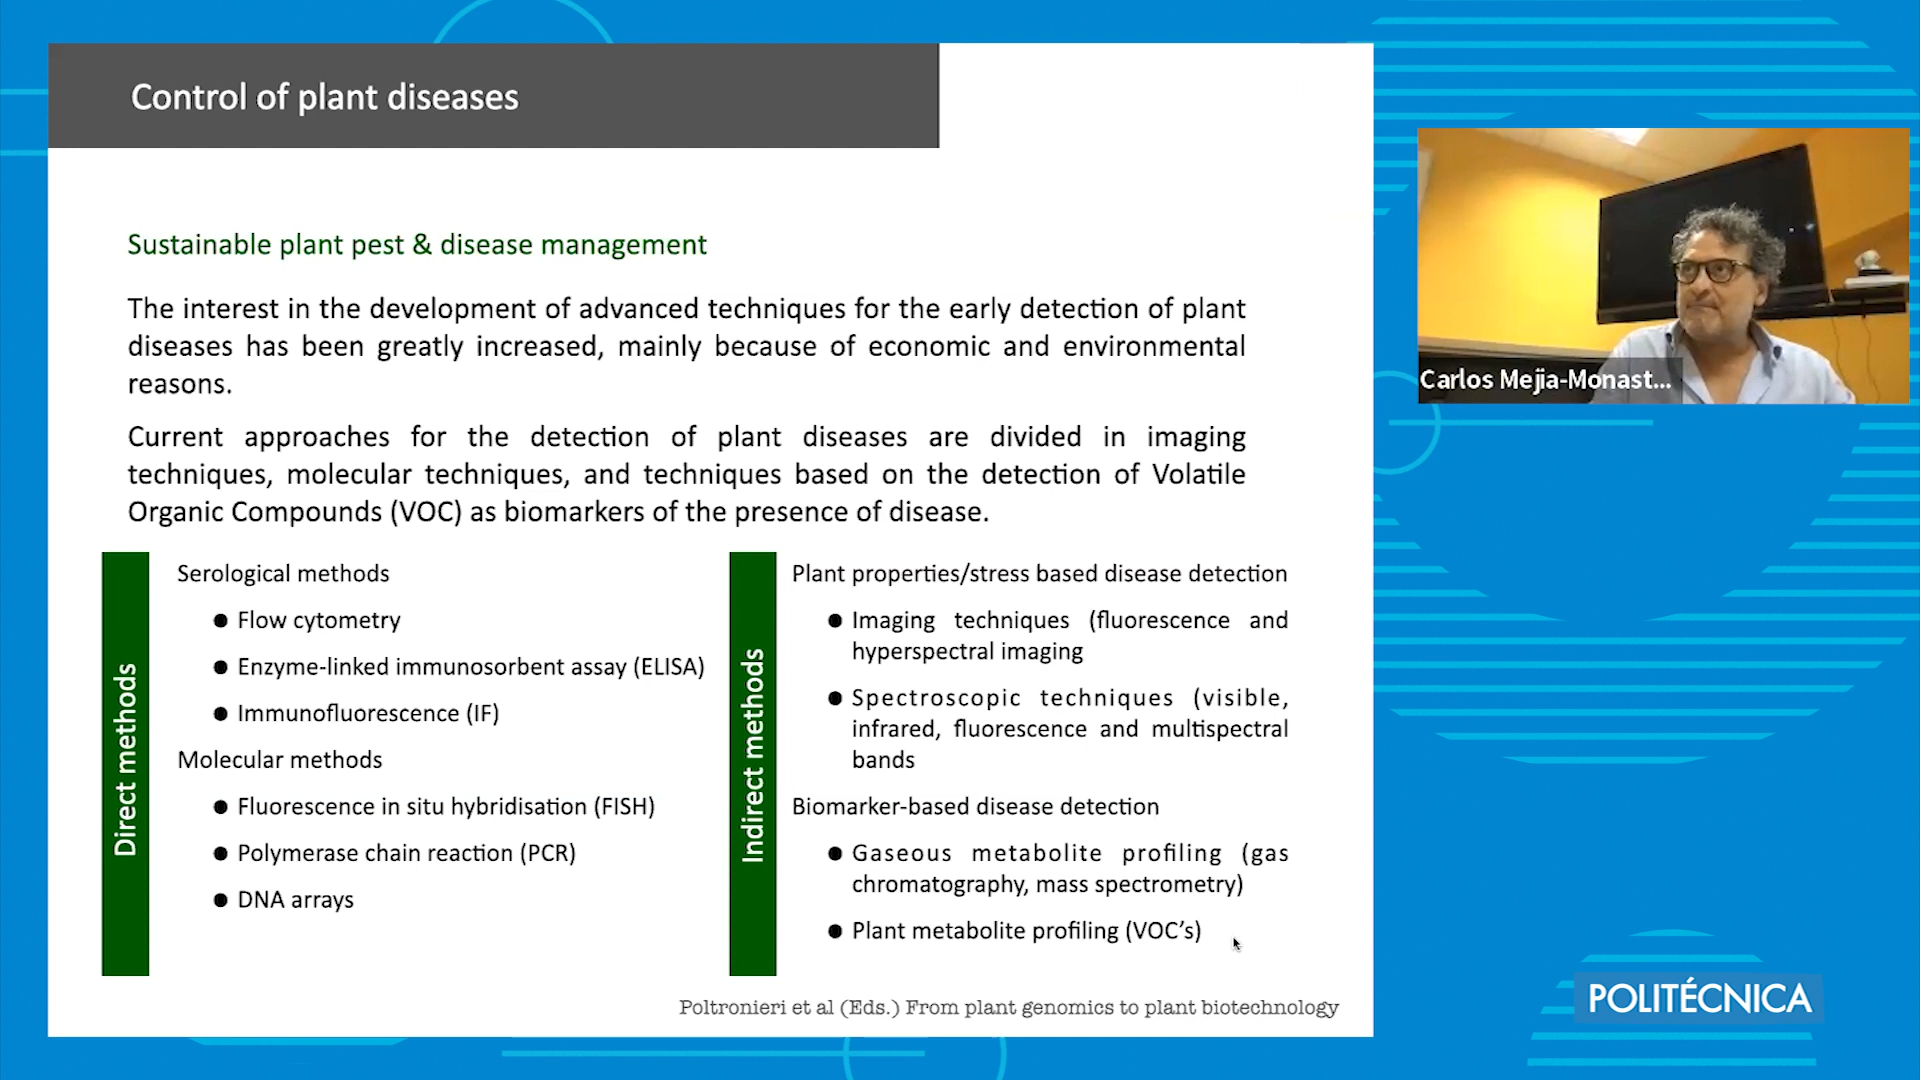 Control of plant diseases
Sustainable plant pest & disease management
The interest in the development of advanced techniques for the early detection of plant
diseases has been greatly increased, mainly because of economic and environmental
reasons.
Current approaches for the detection of plant diseases are divided in imaging
techniques, molecular techniques, and techniques based on the detection of Volatile
Organic Compounds (VOC) as biomarkers of the presence of disease.
Direct methods
Serological methods
● Flow cytometry
● Enzyme-linked immunosorbent assay (ELISA)
● Immunofluorescence (IF)
Molecular methods
● Fluorescence in situ hybridisation (FISH)
● Polymerase chain reaction (PCR)
● DNA arrays
Indirect methods
Plant properties/stress based disease detection
● Imaging techniques (fluorescence and
hyperspectral imaging
● Spectroscopic techniques (visible,
infrared, fluorescence and multispectral
bands
Biomarker-based disease detection
● Gaseous metabolite profiling (gas
chromatography, mass spectrometry)
● Plant metabolite profiling (VOC's)
Poltronieri et al (Eds.) From plant genomics to plant biotechnology
Carlos Mejia-Monast...
POLITÉCNICA